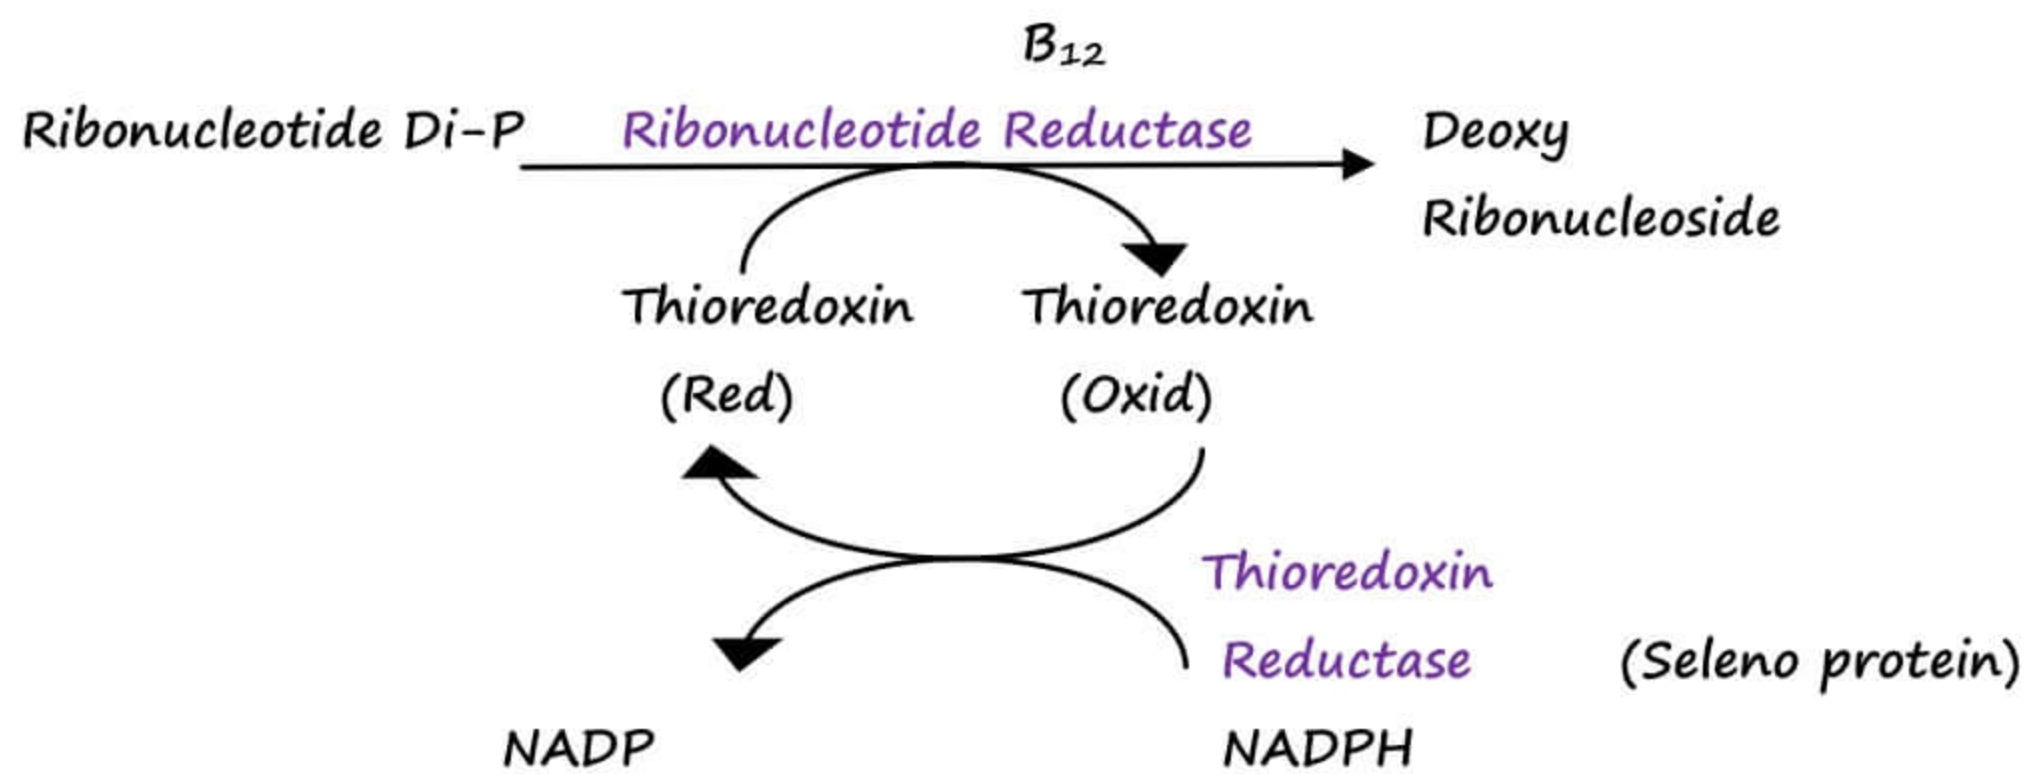 B₁₂
Ribonucleotide Di-P Ribonucleotide Reductase Deoxy
Ribonucleoside
Thioredoxin Thioredoxin
(Red) (Oxid)
Thioredoxin
Reductase (Seleno protein)
NADP NADPH